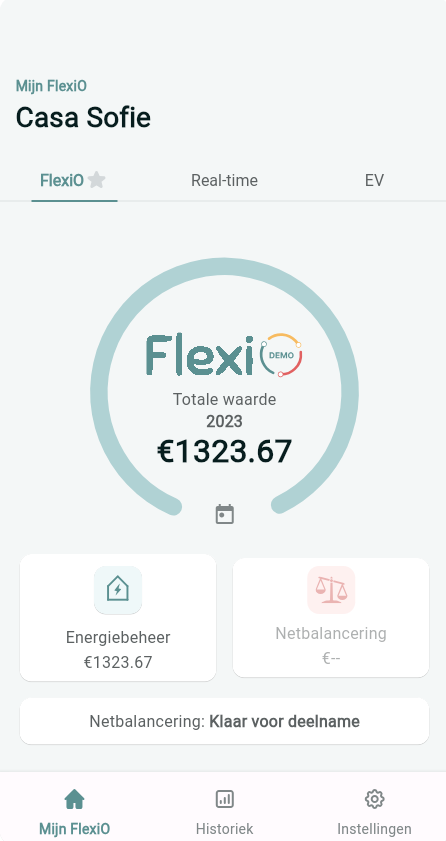 Mijn FlexiO
Casa Sofie
FlexiO
Real-time
EV
Flexi
DEMO
Totale waarde
2023
€1323.67
Energiebeheer
€1323.67
Netbalancering
€--
Netbalancering: Klaar voor deelname
Mijn FlexiO
Historiek
Instellingen